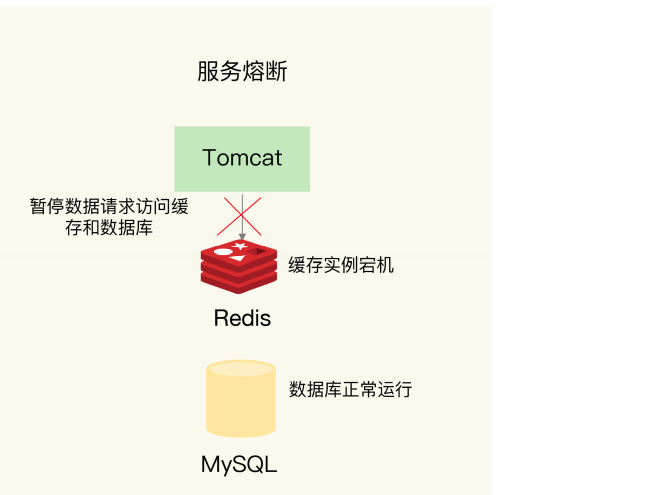 服务熔断
Tomcat
暂停数据请求访问缓
存和数据库
缓存实例宕机
Redis
数据库正常运行
MySQL